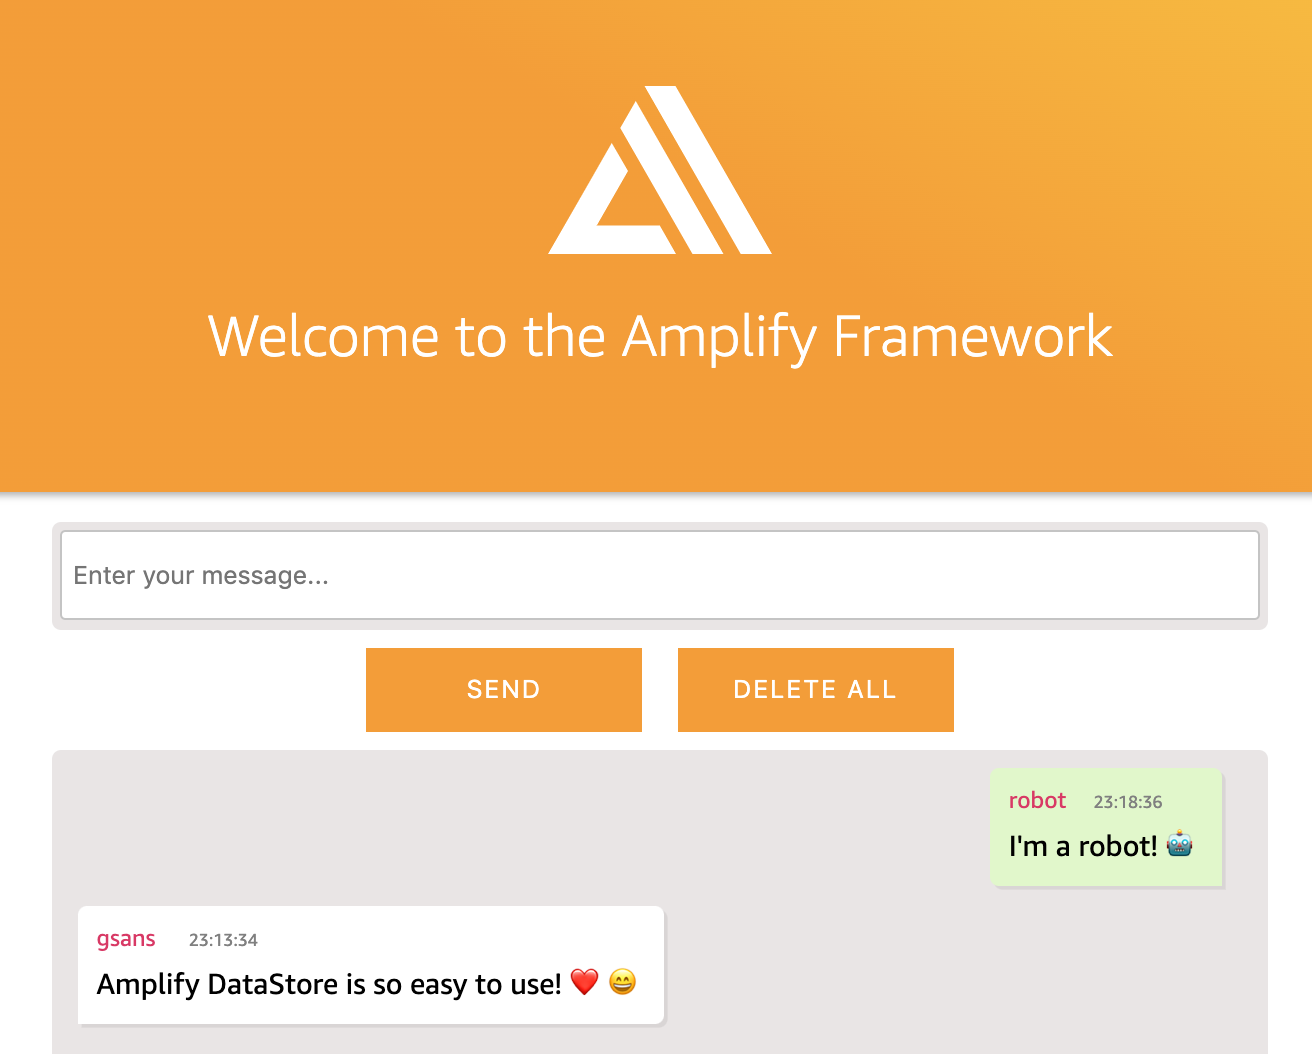 Welcome to the Amplify Framework
Enter your message...
SEND DELETE ALL
robot 23:18:36
I'm a robot! 🤖
gsans 23:13:34
Amplify DataStore is so easy to use! ❤️ 😄